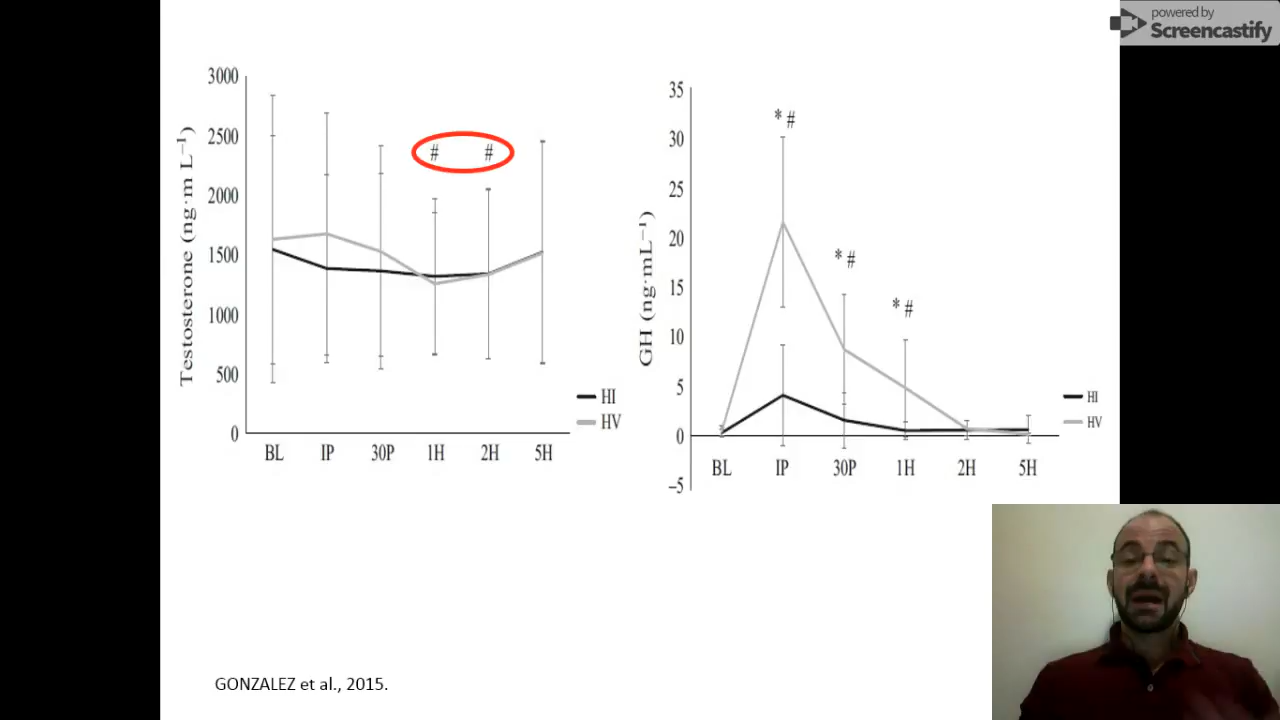 powered by
Screencastify
3000
2500
2000
1500
1000
500
0
Testosterone (ng·m L⁻¹)
# #
HI
HV
BL IP 30P 1H 2H 5H
35
30
25
20
15
10
5
0
–5
GH (ng·mL⁻¹)
* #
* #
* #
HI
HV
BL IP 30P 1H 2H 5H
GONZALEZ et al., 2015.